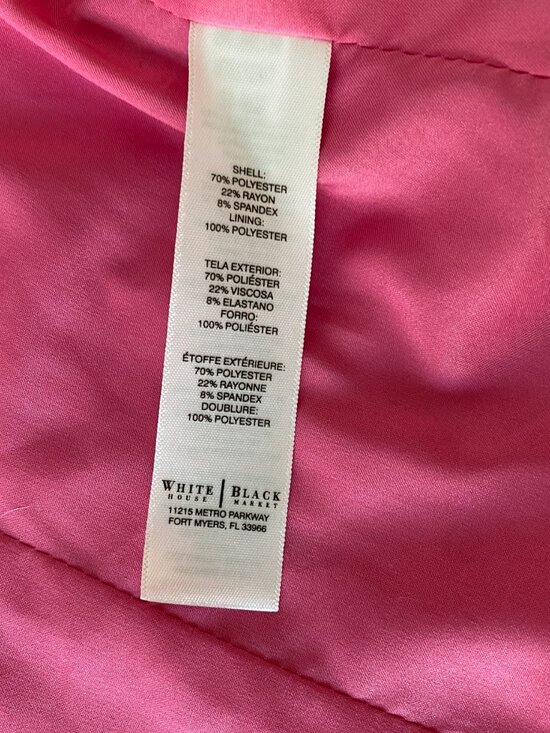 SHELL:
70% POLYESTER
22% RAYON
8% SPANDEX
LINING:
100% POLYESTER
TELA EXTERIOR:
70% POLIÉSTER
22% VISCOSA
8% ELASTANO
FORRO:
100% POLIÉSTER
ÉTOFFE EXTÉRIEURE:
70% POLYESTER
22% RAYONNE
8% SPANDEX
DOUBLURE:
100% POLYESTER
WHITE | BLACK
HOUSE MARKET
11215 METRO PARKWAY
FORT MYERS, FL 33966